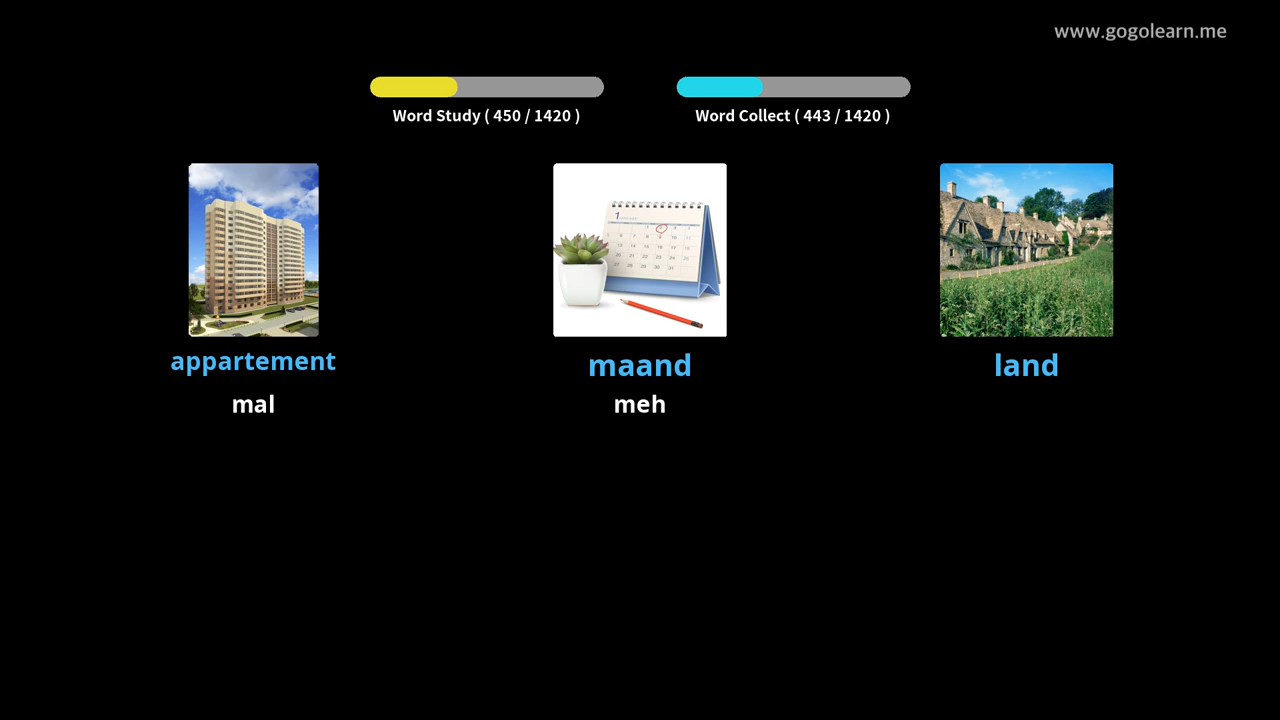 www.gogolearn.me
Word Study ( 450 / 1420 )
Word Collect ( 443 / 1420 )
appartement
maand
land
mal
meh